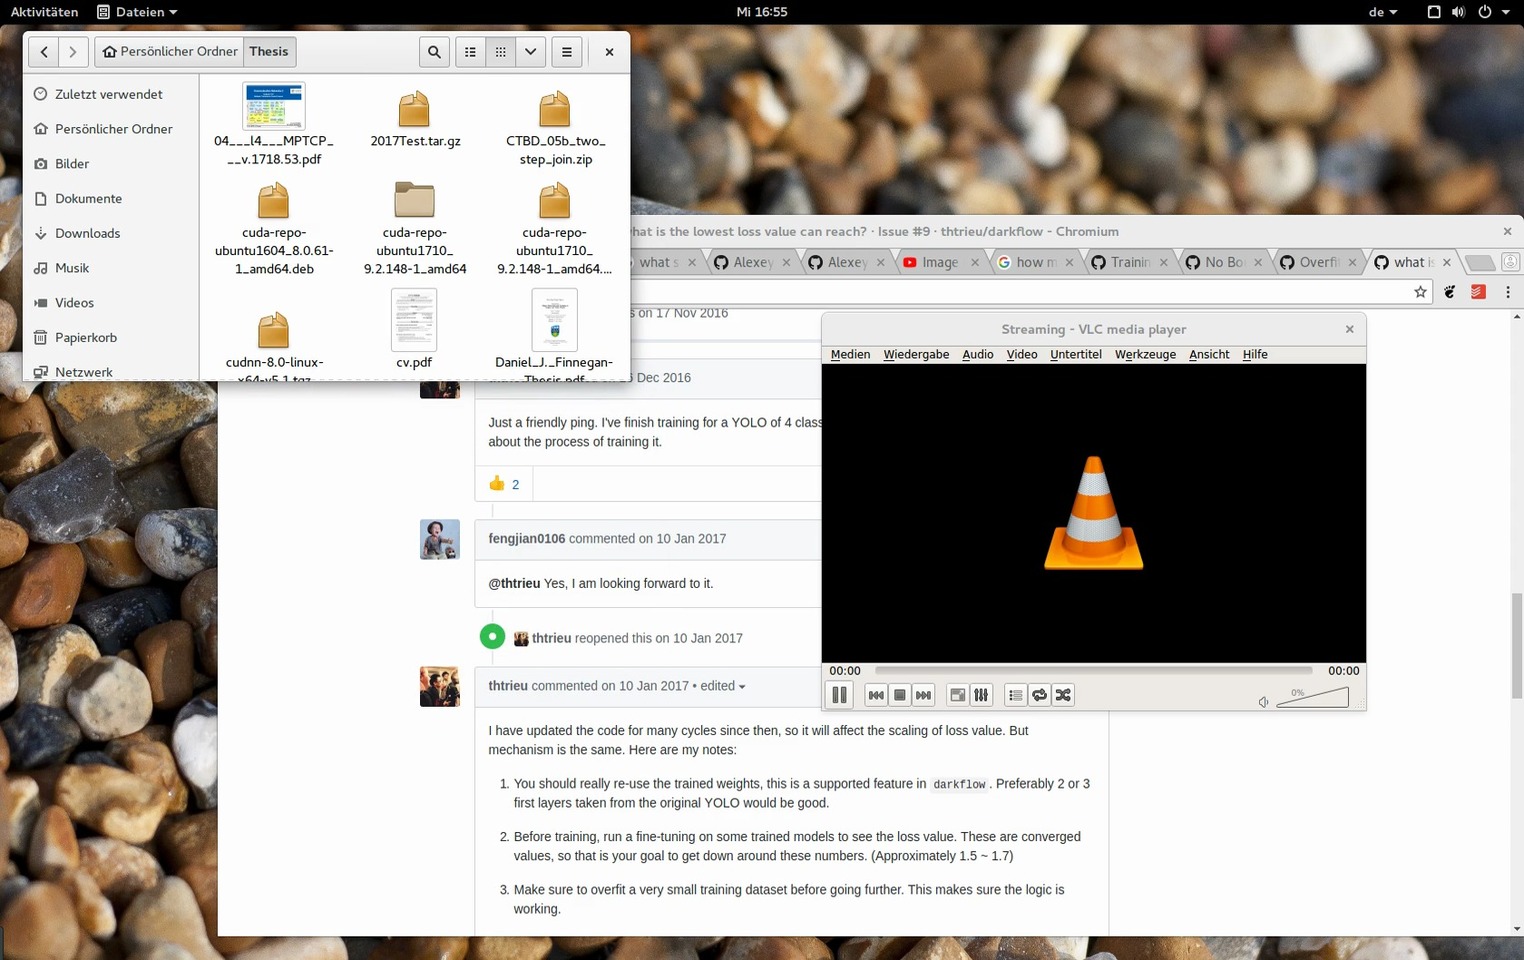 Aktivitäten
Dateien
Mi 16:55
de
Persönlicher Ordner
Thesis
Zuletzt verwendet
Persönlicher Ordner
Bilder
Dokumente
Downloads
Musik
Videos
Papierkorb
Netzwerk
04___l4___MPTCP_
__v.1718.53.pdf
2017Test.tar.gz
CTBD_05b_two_
step_join.zip
cuda-repo-
ubuntu1604_8.0.61-
1_amd64.deb
cuda-repo-
ubuntu1710_
9.2.148-1_amd64
cuda-repo-
ubuntu1710_
9.2.148-1_amd64....
cudnn-8.0-linux-
x64-v5.1.tgz
cv.pdf
Daniel_J._Finnegan-
Thesis.pdf
what is the lowest loss value can reach? · Issue #9 · thtrieu/darkflow - Chromium
what s
Alexey
Alexey
Image
how m
Trainin
No Bo
Overfi
what is
s on 17 Nov 2016
Dec 2016
Just a friendly ping. I've finish training for a YOLO of 4 class
about the process of training it.
2
fengjian0106 commented on 10 Jan 2017
@thtrieu Yes, I am looking forward to it.
thtrieu reopened this on 10 Jan 2017
thtrieu commented on 10 Jan 2017 • edited
I have updated the code for many cycles since then, so it will affect the scaling of loss value. But
mechanism is the same. Here are my notes:
1. You should really re-use the trained weights, this is a supported feature in darkflow. Preferably 2 or 3
first layers taken from the original YOLO would be good.
2. Before training, run a fine-tuning on some trained models to see the loss value. These are converged
values, so that is your goal to get down around these numbers. (Approximately 1.5 ~ 1.7)
3. Make sure to overfit a very small training dataset before going further. This makes sure the logic is
working.
Streaming - VLC media player
Medien Wiedergabe Audio Video Untertitel Werkzeuge Ansicht Hilfe
00:00
00:00
0%